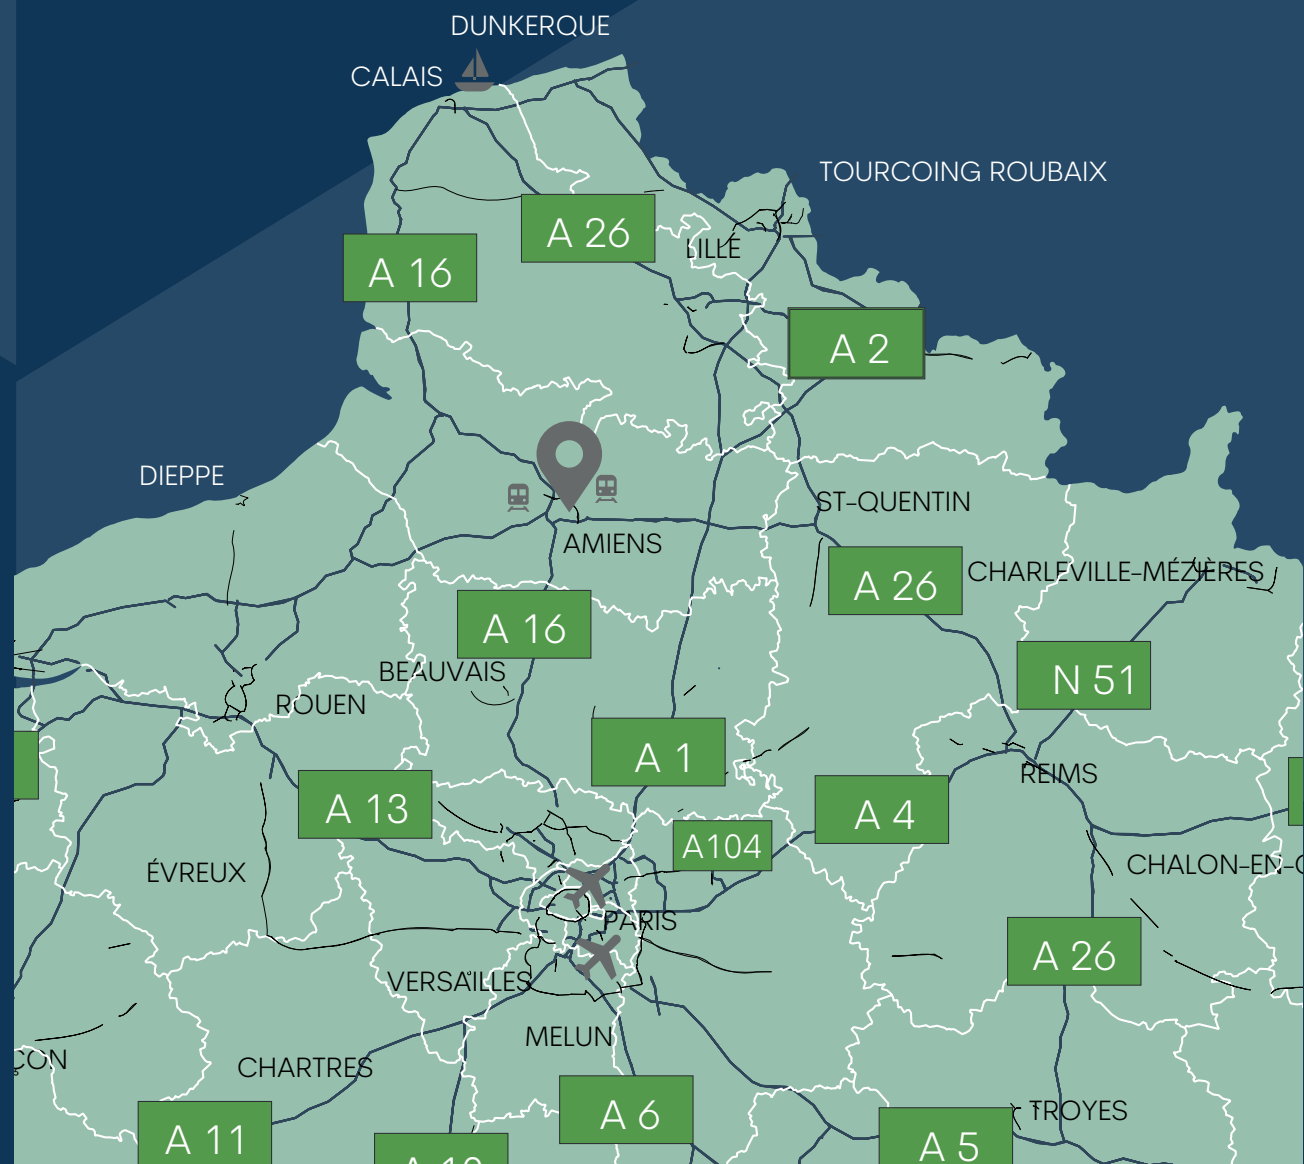 DUNKERQUE
CALAIS
TOURCOING ROUBAIX
A 26
LILLE
A 16
A 2
DIEPPE
ST-QUENTIN
AMIENS
A 26
CHARLEVILLE-MÉZIÈRES
A 16
BEAUVAIS
N 51
ROUEN
A 1
REIMS
A 13
A 4
A104
ÉVREUX
CHALON-EN-C
PARIS
A 26
VERSAILLES
MELUN
ÇON
CHARTRES
A 6
TROYES
A 11
A 5